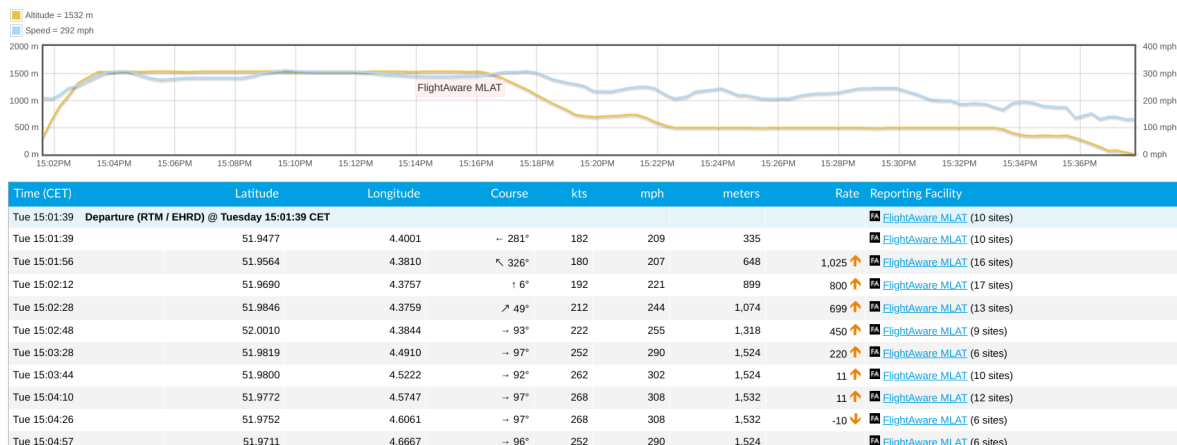 Altitude = 1532 m
Speed = 292 mph
2000 m 400 mph
1500 m 300 mph
FlightAware MLAT
1000 m 200 mph
500 m 100 mph
0 m 0 mph
15:02PM 15:04PM 15:06PM 15:08PM 15:10PM 15:12PM 15:14PM 15:16PM 15:18PM 15:20PM 15:22PM 15:24PM 15:26PM 15:28PM 15:30PM 15:32PM 15:34PM 15:36PM
Time (CET) Latitude Longitude Course kts mph meters Rate Reporting Facility
Tue 15:01:39 Departure (RTM / EHRD) @ Tuesday 15:01:39 CET FA FlightAware MLAT (10 sites)
Tue 15:01:39 51.9477 4.4001 ← 281° 182 209 335 FA FlightAware MLAT (10 sites)
Tue 15:01:56 51.9564 4.3810 ↖ 326° 180 207 648 1,025 FA FlightAware MLAT (16 sites)
Tue 15:02:12 51.9690 4.3757 ↑ 6° 192 221 899 800 FA FlightAware MLAT (17 sites)
Tue 15:02:28 51.9846 4.3759 ↗ 49° 212 244 1,074 699 FA FlightAware MLAT (13 sites)
Tue 15:02:48 52.0010 4.3844 → 93° 222 255 1,318 450 FA FlightAware MLAT (9 sites)
Tue 15:03:28 51.9819 4.4910 → 97° 252 290 1,524 220 FA FlightAware MLAT (6 sites)
Tue 15:03:44 51.9800 4.5222 → 92° 262 302 1,524 11 FA FlightAware MLAT (10 sites)
Tue 15:04:10 51.9772 4.5747 → 97° 268 308 1,532 11 FA FlightAware MLAT (12 sites)
Tue 15:04:26 51.9752 4.6061 → 97° 268 308 1,532 -10 FA FlightAware MLAT (6 sites)
Tue 15:04:57 51.9711 4.6667 → 96° 252 290 1,524 FA FlightAware MLAT (6 sites)